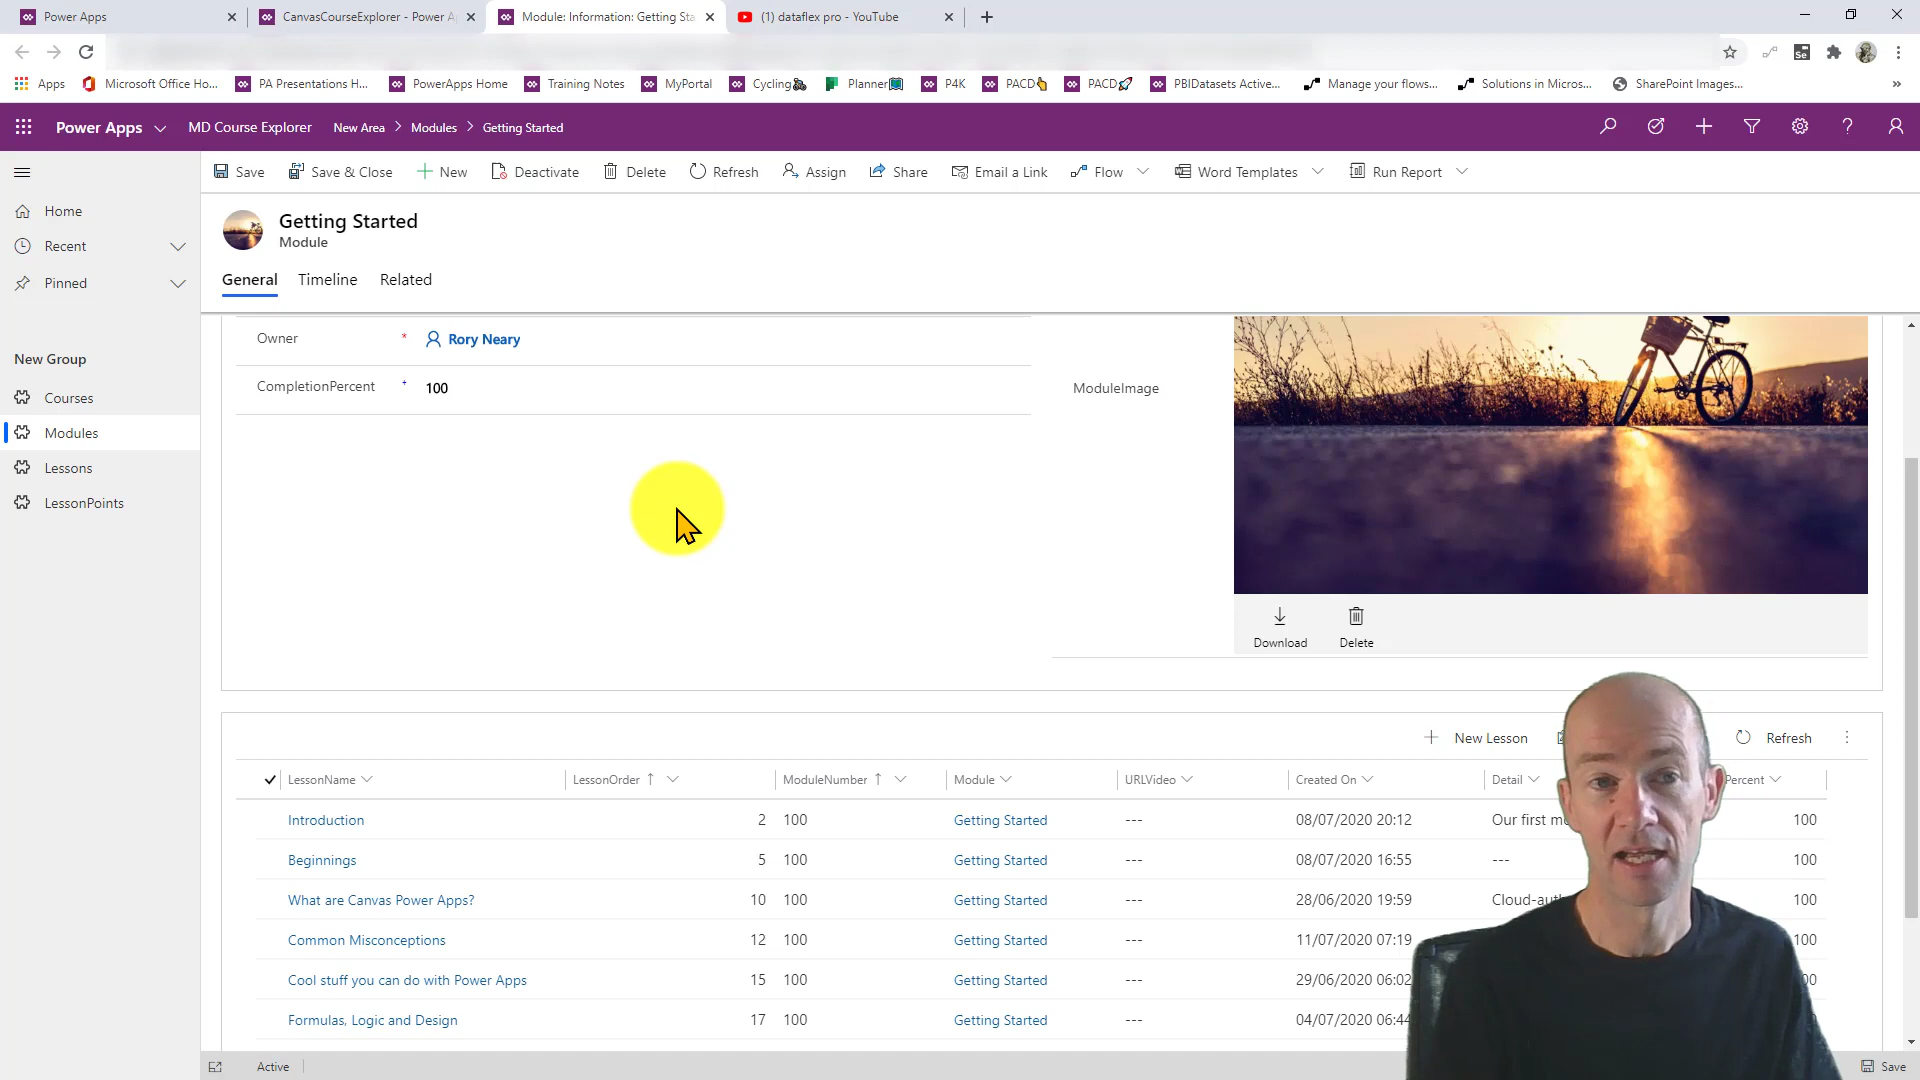 Power Apps
CanvasCourseExplorer - Power A
Module: Information: Getting Sta
(1) dataflex pro - YouTube
Apps
Microsoft Office Ho...
PA Presentations H...
PowerApps Home
Training Notes
MyPortal
Cycling
Planner
P4K
PACD
PACD
PBIDatasets Active...
Manage your flows...
Solutions in Micros...
SharePoint Images...
Power Apps
MD Course Explorer
New Area > Modules > Getting Started
Save
Save & Close
New
Deactivate
Delete
Refresh
Assign
Share
Email a Link
Flow
Word Templates
Run Report
Home
Recent
Pinned
New Group
Courses
Modules
Lessons
LessonPoints
Getting Started
Module
General
Timeline
Related
Owner * Rory Neary
CompletionPercent + 100
ModuleImage
Download
Delete
New Lesson
Refresh
LessonName LessonOrder ModuleNumber Module URLVideo Created On Detail Percent
Introduction 2 100 Getting Started --- 08/07/2020 20:12 Our first 100
Beginnings 5 100 Getting Started --- 08/07/2020 16:55 --- 100
What are Canvas Power Apps? 10 100 Getting Started --- 28/06/2020 19:59 100
Common Misconceptions 12 100 Getting Started --- 11/07/2020 07:19 100
Cool stuff you can do with Power Apps 15 100 Getting Started --- 29/06/2020 06:02
Formulas, Logic and Design 17 100 Getting Started --- 04/07/2020 06:44
Active
Save